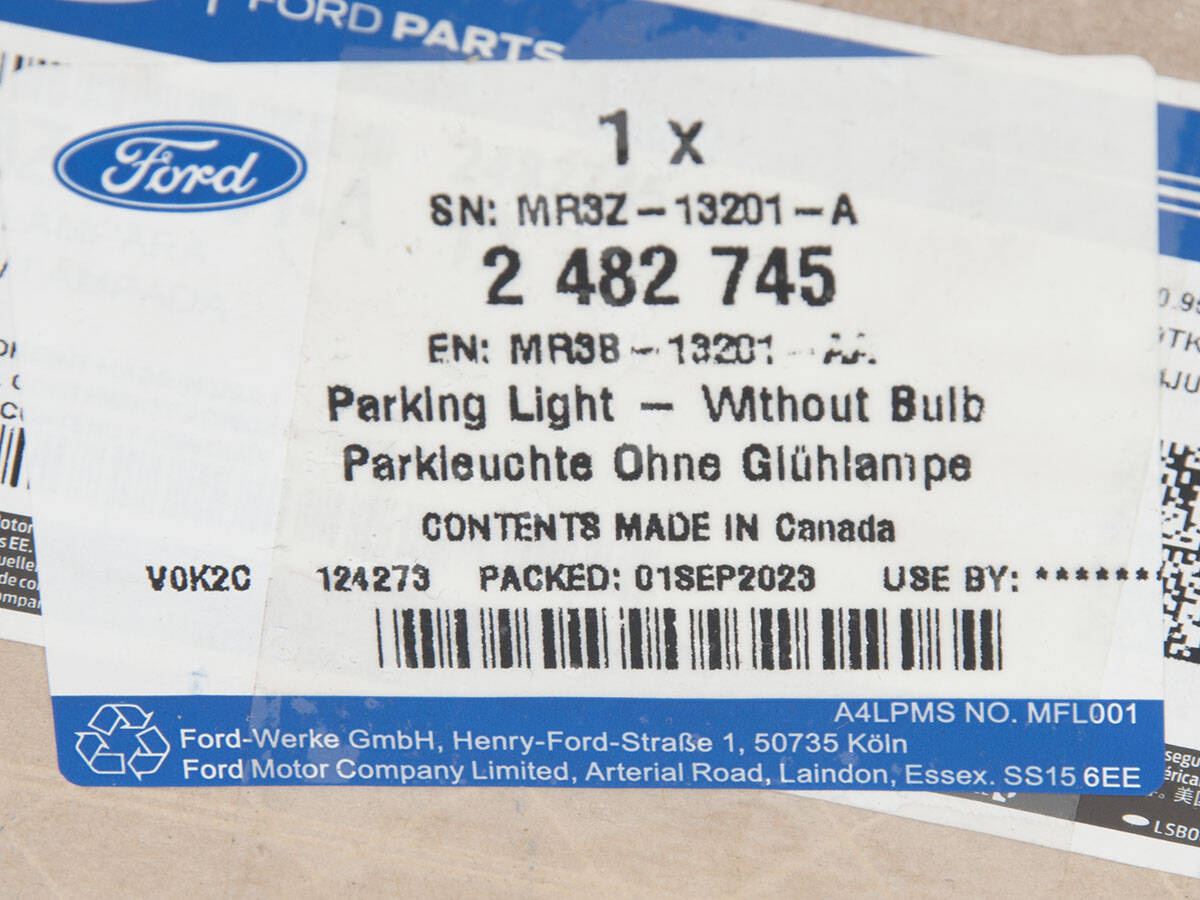 FORD PARTS
Ford
1 x
SN: MR3Z-13201-A
2 482 745
EN: MR3B-13201-AA
Parking Light - Without Bulb
Parkleuchte Ohne Glühlampe
CONTENTS MADE IN Canada
V0K2C 124273 PACKED: 01SEP2023 USE BY: *******
A4LPMS NO. MFL001
Ford-Werke GmbH, Henry-Ford-Straße 1, 50735 Köln
Ford Motor Company Limited, Arterial Road, Laindon, Essex. SS15 6EE